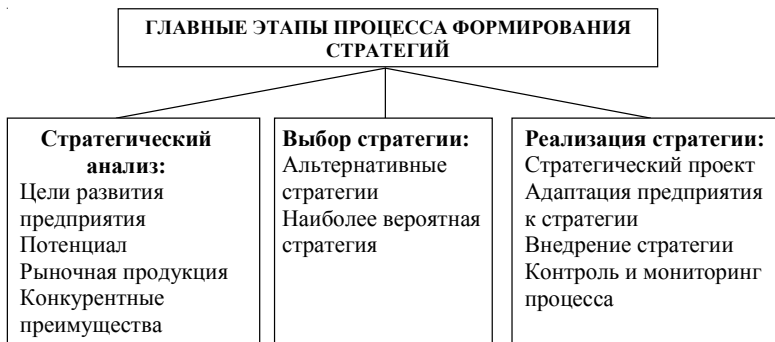 ГЛАВНЫЕ ЭТАПЫ ПРОЦЕССА ФОРМИРОВАНИЯ
СТРАТЕГИЙ
Стратегический
анализ:
Цели развития
предприятия
Потенциал
Рыночная продукция
Конкурентные
преимущества
Выбор стратегии:
Альтернативные
стратегии
Наиболее вероятная
стратегия
Реализация стратегии:
Стратегический проект
Адаптация предприятия
к стратегии
Внедрение стратегии
Контроль и мониторинг
процесса